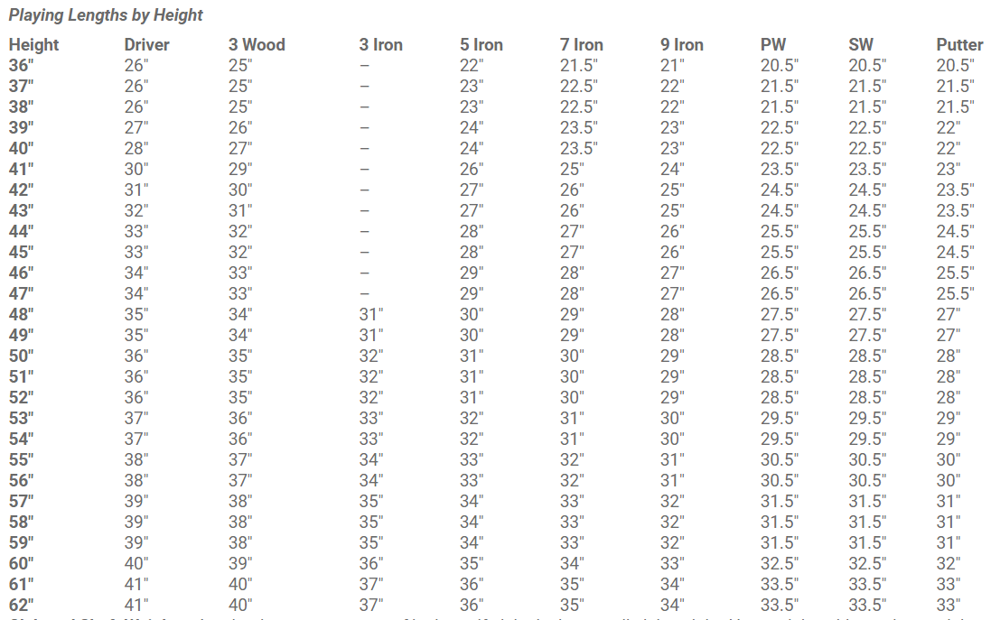 Playing Lengths by Height
Height Driver 3 Wood 3 Iron 5 Iron 7 Iron 9 Iron PW SW Putter
36" 26" 25" – 22" 21.5" 21" 20.5" 20.5" 20.5"
37" 26" 25" – 23" 22.5" 22" 21.5" 21.5" 21.5"
38" 26" 25" – 23" 22.5" 22" 21.5" 21.5" 21.5"
39" 27" 26" – 24" 23.5" 23" 22.5" 22.5" 22"
40" 28" 27" – 24" 23.5" 23" 22.5" 22.5" 22"
41" 30" 29" – 26" 25" 24" 23.5" 23.5" 23"
42" 31" 30" – 27" 26" 25" 24.5" 24.5" 23.5"
43" 32" 31" – 27" 26" 25" 24.5" 24.5" 23.5"
44" 33" 32" – 28" 27" 26" 25.5" 25.5" 24.5"
45" 33" 32" – 28" 27" 26" 25.5" 25.5" 24.5"
46" 34" 33" – 29" 28" 27" 26.5" 26.5" 25.5"
47" 34" 33" – 29" 28" 27" 26.5" 26.5" 25.5"
48" 35" 34" 31" 30" 29" 28" 27.5" 27.5" 27"
49" 35" 34" 31" 30" 29" 28" 27.5" 27.5" 27"
50" 36" 35" 32" 31" 30" 29" 28.5" 28.5" 28"
51" 36" 35" 32" 31" 30" 29" 28.5" 28.5" 28"
52" 36" 35" 32" 31" 30" 29" 28.5" 28.5" 28"
53" 37" 36" 33" 32" 31" 30" 29.5" 29.5" 29"
54" 37" 36" 33" 32" 31" 30" 29.5" 29.5" 29"
55" 38" 37" 34" 33" 32" 31" 30.5" 30.5" 30"
56" 38" 37" 34" 33" 32" 31" 30.5" 30.5" 30"
57" 39" 38" 35" 34" 33" 32" 31.5" 31.5" 31"
58" 39" 38" 35" 34" 33" 32" 31.5" 31.5" 31"
59" 39" 38" 35" 34" 33" 32" 31.5" 31.5" 31"
60" 40" 39" 36" 35" 34" 33" 32.5" 32.5" 32"
61" 41" 40" 37" 36" 35" 34" 33.5" 33.5" 33"
62" 41" 40" 37" 36" 35" 34" 33.5" 33.5" 33"